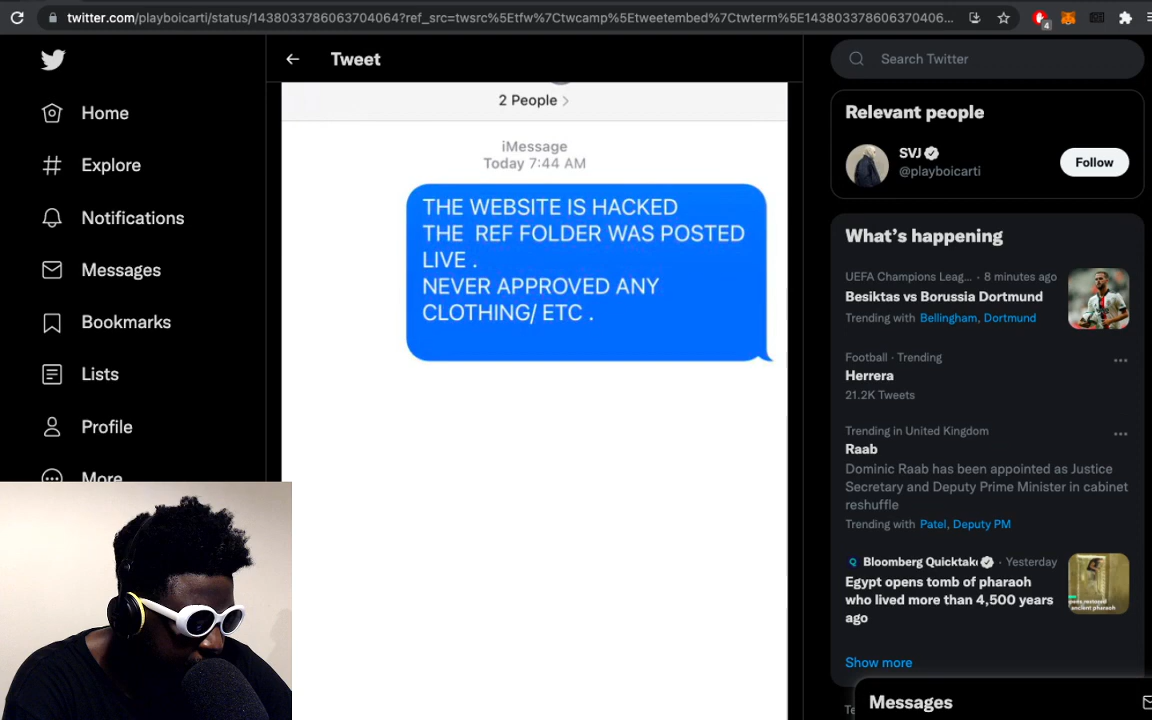 twitter.com/playboicarti/status/1438033786063704064?ref_src=twsrc%5Etfw%7Ctwcamp%5Etweetembed%7Ctwterm%5E143803378606370406...
4
Home
Explore
Notifications
Messages
Bookmarks
Lists
Profile
More
Tweet
2 People >
iMessage
Today 7:44 AM
THE WEBSITE IS HACKED
THE REF FOLDER WAS POSTED
LIVE .
NEVER APPROVED ANY
CLOTHING/ ETC .
Search Twitter
Relevant people
SVJ
@playboicarti
Follow
What's happening
UEFA Champions Leag... · 8 minutes ago
Besiktas vs Borussia Dortmund
Trending with Bellingham, Dortmund
Football · Trending
Herrera
21.2K Tweets
Trending in United Kingdom
Raab
Dominic Raab has been appointed as Justice
Secretary and Deputy Prime Minister in cabinet
reshuffle
Trending with Patel, Deputy PM
Bloomberg Quicktak · Yesterday
Egypt opens tomb of pharaoh
who lived more than 4,500 years
ago
Show more
Messages